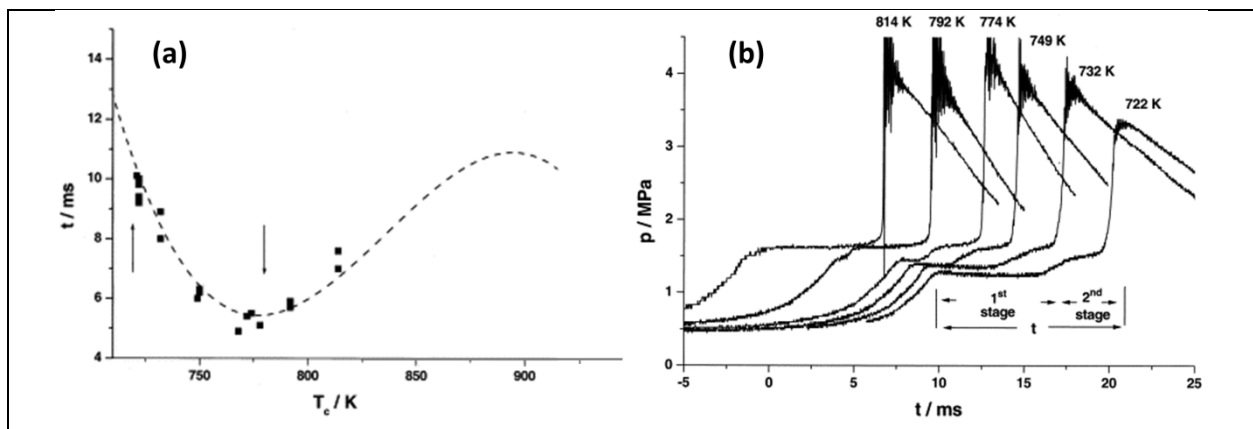 (a)
15
14
12
10
8
6
4
t / ms
750
800
850
900
T_c / K
(b)
814 K
792 K
774 K
749 K
732 K
722 K
4
3
2
1
0
p / MPa
1st stage
2nd stage
t
-5
0
5
10
15
20
25
t / ms